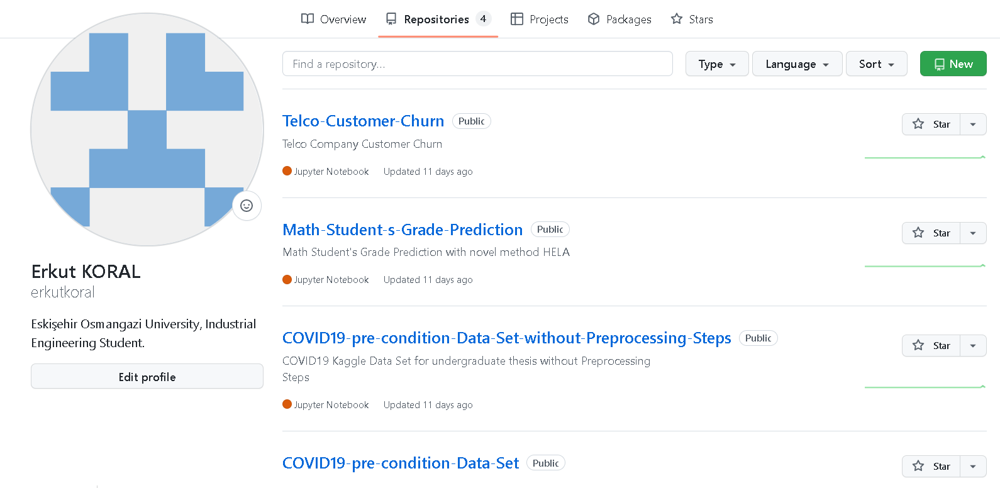 Overview Repositories 4 Projects Packages Stars
Find a repository...
Type Language Sort New
Telco-Customer-Churn Public
Star
Telco Company Customer Churn
Jupyter Notebook Updated 11 days ago
Math-Student-s-Grade-Prediction Public
Star
Math Student's Grade Prediction with novel method HELA
Jupyter Notebook Updated 11 days ago
Erkut KORAL
erkutkoral
Eskişehir Osmangazi University, Industrial
Engineering Student.
Edit profile
COVID19-pre-condition-Data-Set-without-Preprocessing-Steps Public
Star
COVID19 Kaggle Data Set for undergraduate thesis without Preprocessing
Steps
Jupyter Notebook Updated 11 days ago
COVID19-pre-condition-Data-Set Public
Star